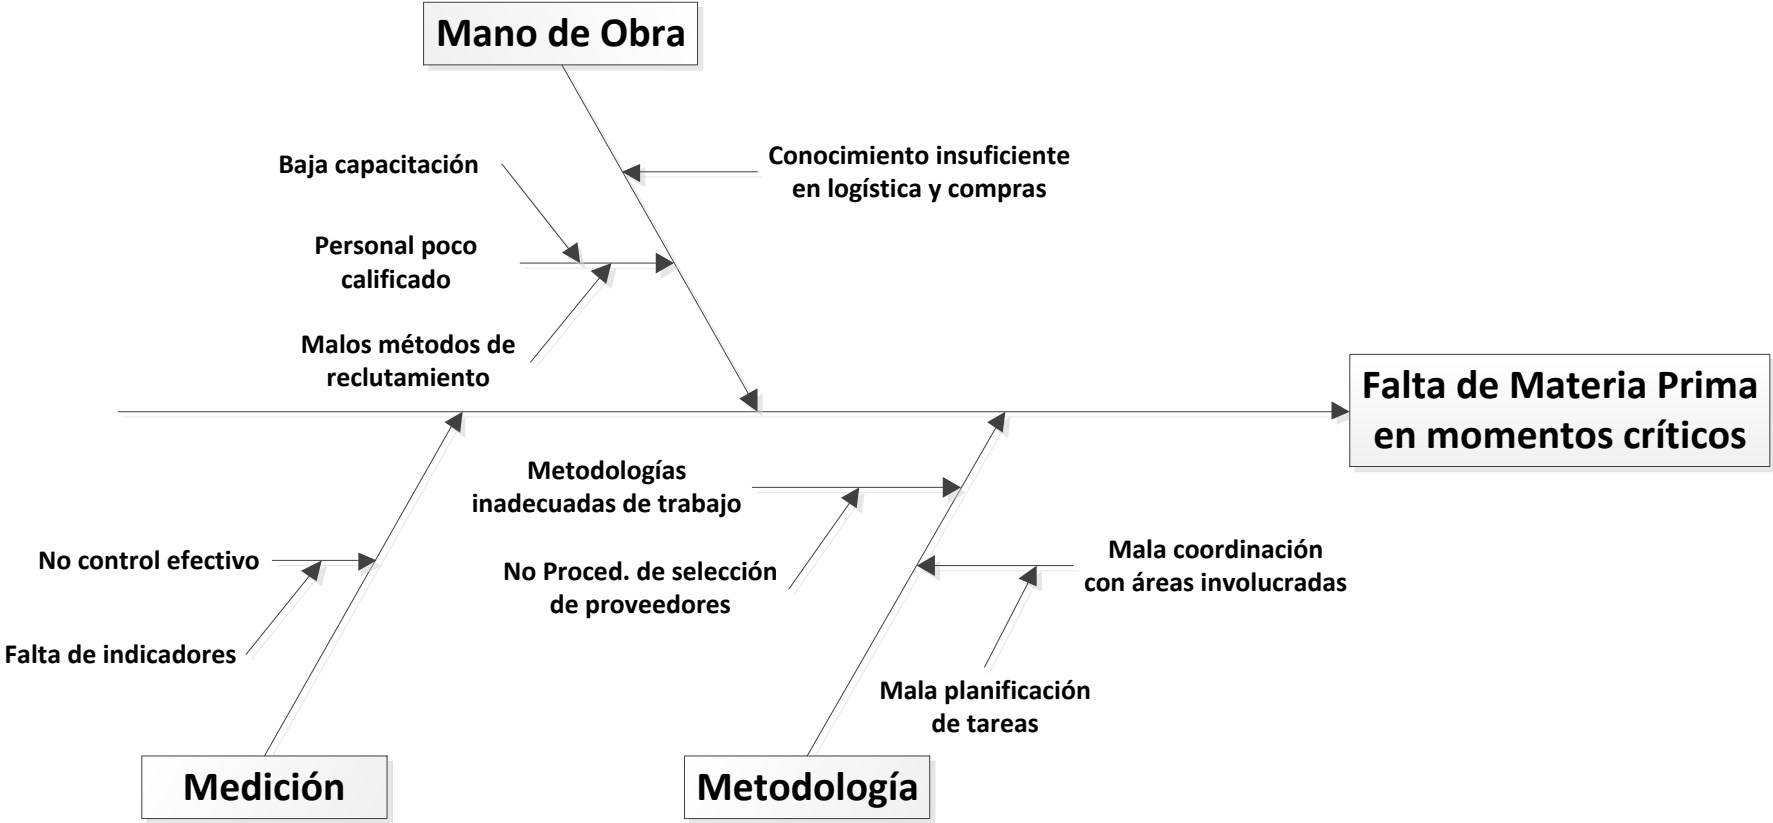 Mano de Obra
Baja capacitación
Conocimiento insuficiente
en logística y compras
Personal poco
calificado
Malos métodos de
reclutamiento
Falta de Materia Prima
en momentos críticos
Metodologías
inadecuadas de trabajo
No control efectivo
No Proced. de selección
de proveedores
Mala coordinación
con áreas involucradas
Falta de indicadores
Mala planificación
de tareas
Medición
Metodología